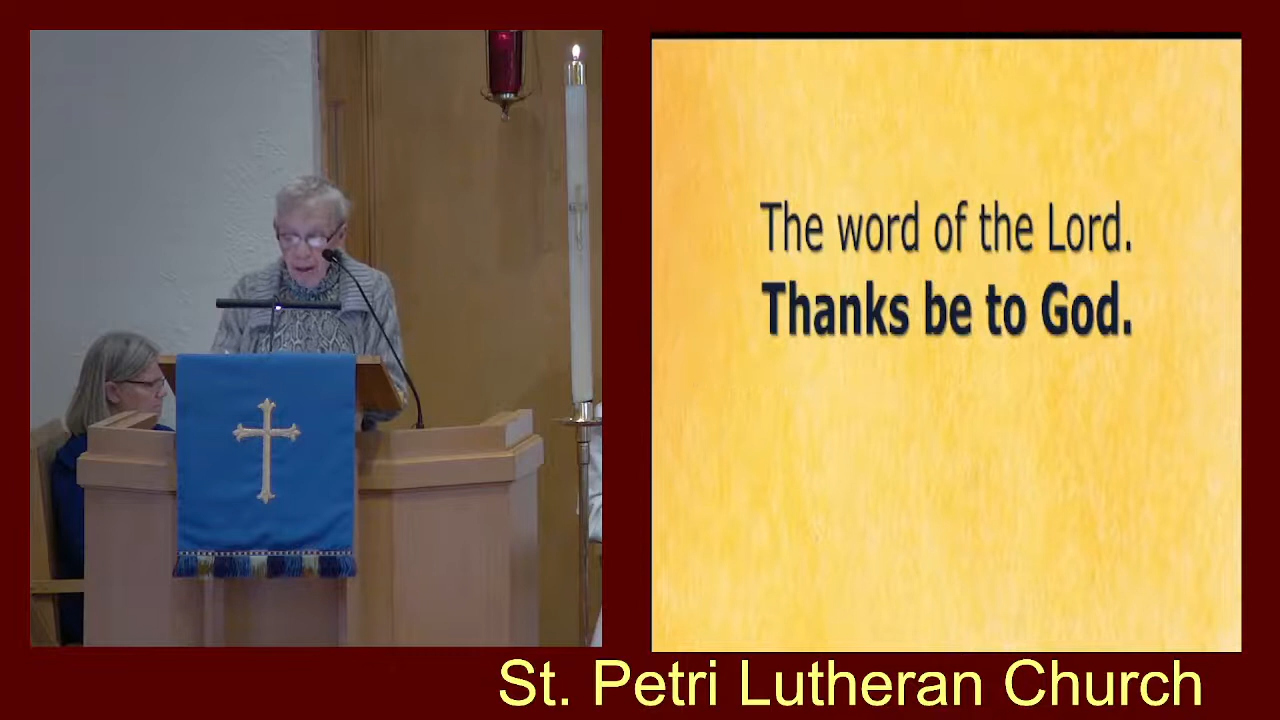 The word of the Lord.
Thanks be to God.
St. Petri Lutheran Church